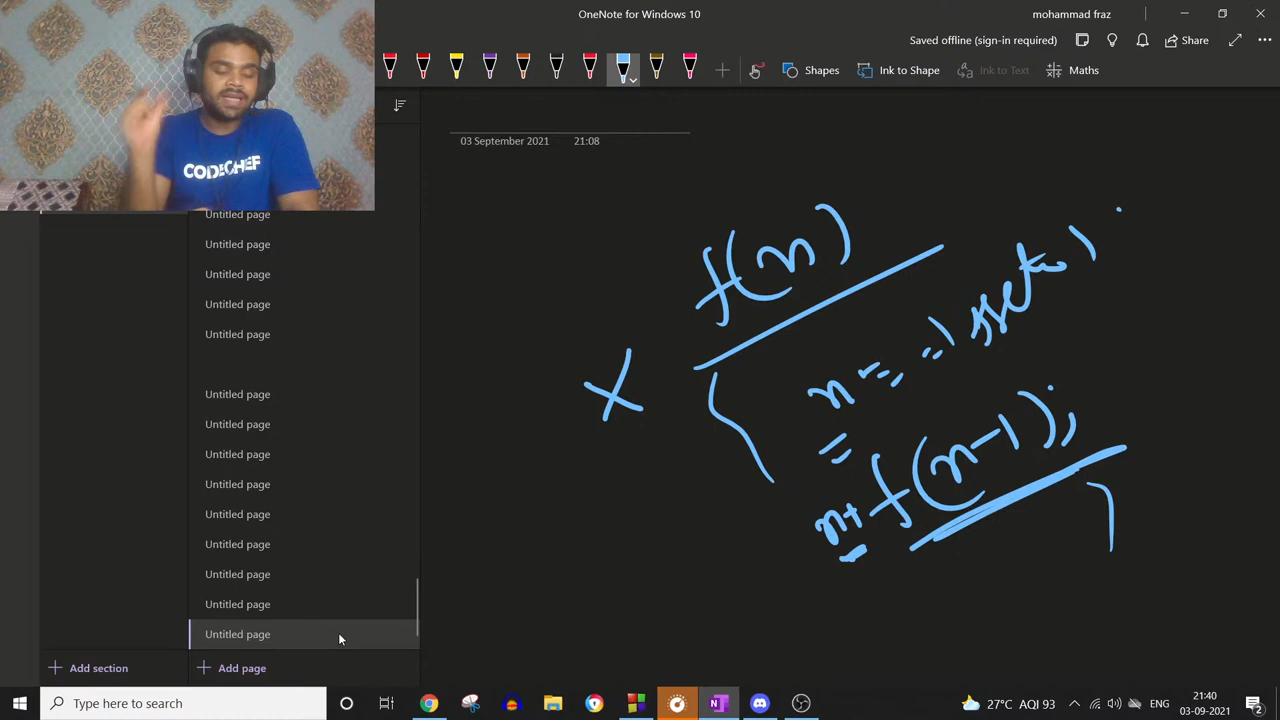 OneNote for Windows 10
mohammad fraz
Saved offline (sign-in required)
Share
Shapes
Ink to Shape
Ink to Text
Maths
CODECHEF
03 September 2021 21:08
Untitled page
Untitled page
Untitled page
Untitled page
Untitled page
Untitled page
Untitled page
Untitled page
Untitled page
Untitled page
Untitled page
Untitled page
Untitled page
Untitled page
f(n)
n==
=
f(n-1);
n+
X
Add section
Add page
Type here to search
27°C AQI 93
ENG
21:40
03-09-2021
2